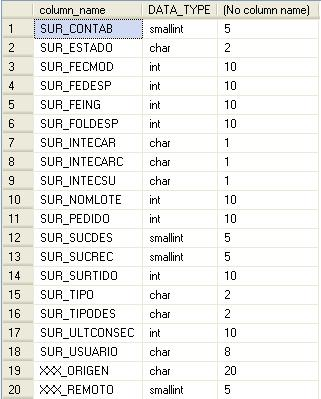 column_name DATA_TYPE (No column name)
1 SUR_CONTAB smallint 5
2 SUR_ESTADO char 2
3 SUR_FECMOD int 10
4 SUR_FEDESP int 10
5 SUR_FEING int 10
6 SUR_FOLDESP int 10
7 SUR_INTECAR char 1
8 SUR_INTECARC char 1
9 SUR_INTECSU char 1
10 SUR_NOMLOTE int 10
11 SUR_PEDIDO int 10
12 SUR_SUCDES smallint 5
13 SUR_SUCREC smallint 5
14 SUR_SURTIDO int 10
15 SUR_TIPO char 2
16 SUR_TIPODES char 2
17 SUR_ULTCONSEC int 10
18 SUR_USUARIO char 8
19 XXX_ORIGEN char 20
20 XXX_REMOTO smallint 5